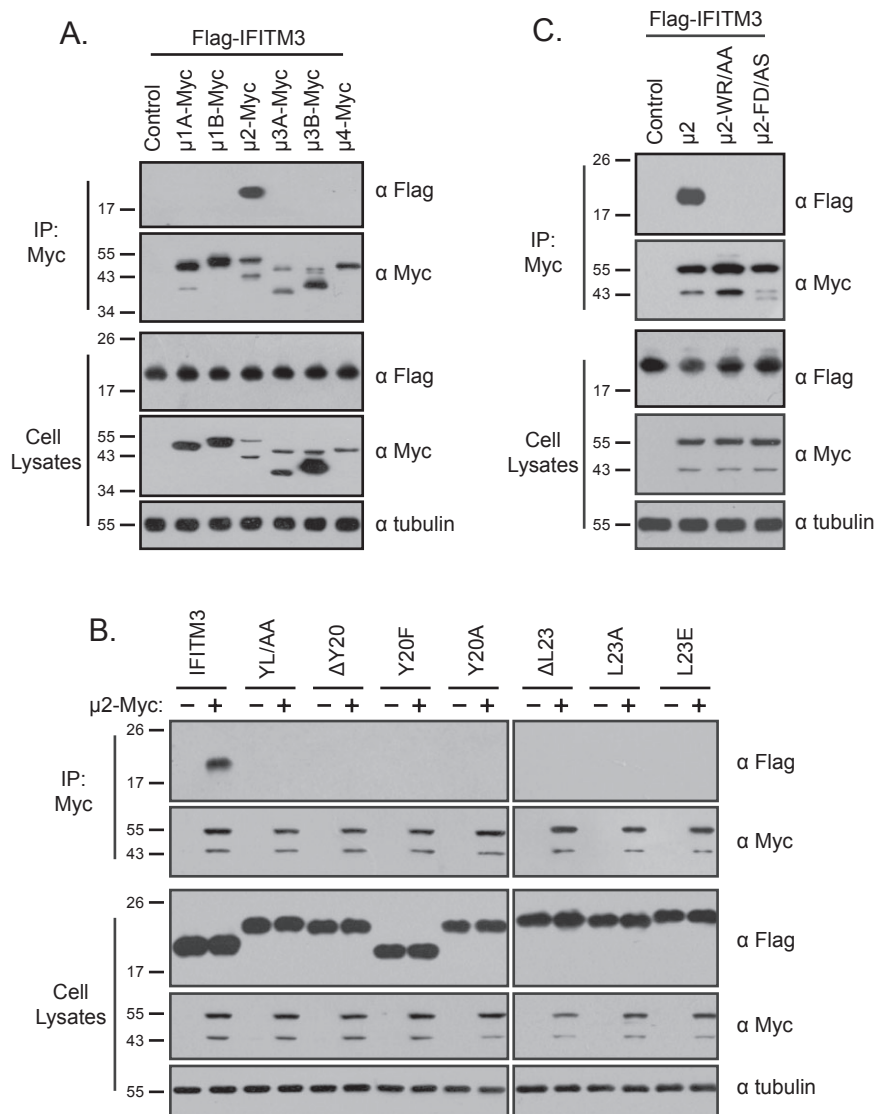 A.
Flag-IFITM3
Control
µ1A-Myc
µ1B-Myc
µ2-Myc
µ3A-Myc
µ3B-Myc
µ4-Myc
IP:
Myc
17
α Flag
55
43
34
α Myc
Cell
Lysates
26
17
α Flag
55
43
34
α Myc
55
α tubulin
C.
Flag-IFITM3
Control
µ2
µ2-WR/AA
µ2-FD/AS
IP:
Myc
26
17
α Flag
55
43
α Myc
Cell
Lysates
17
α Flag
55
43
α Myc
55
α tubulin
B.
IFITM3
YL/AA
ΔY20
Y20F
Y20A
ΔL23
L23A
L23E
µ2-Myc: − + − + − + − + − + − + − + − +
IP:
Myc
26
17
α Flag
55
43
α Myc
Cell
Lysates
26
17
α Flag
55
43
α Myc
55
α tubulin